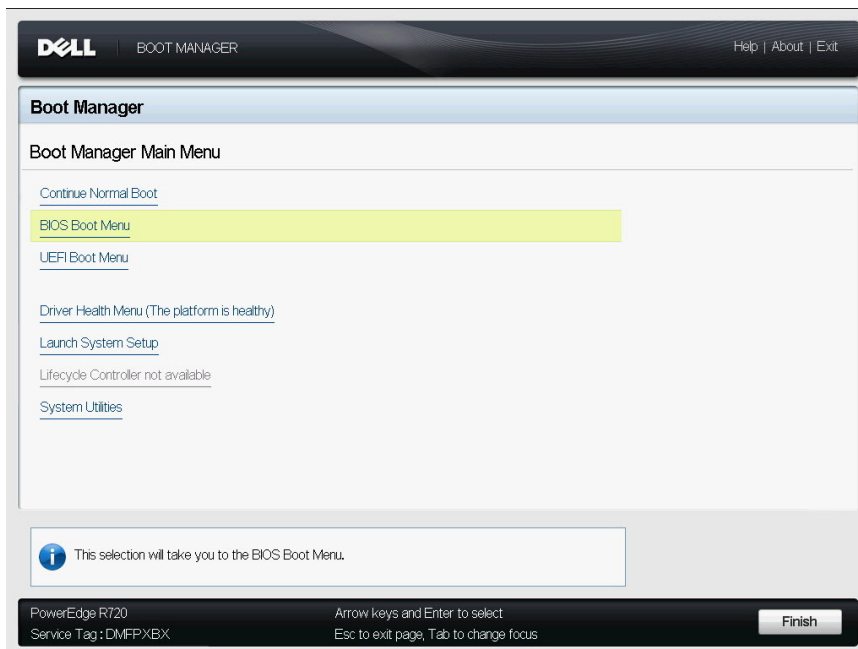 DELL
BOOT MANAGER
Help | About | Exit
Boot Manager
Boot Manager Main Menu
Continue Normal Boot
BIOS Boot Menu
UEFI Boot Menu
Driver Health Menu (The platform is healthy)
Launch System Setup
Lifecycle Controller not available
System Utilities
This selection will take you to the BIOS Boot Menu.
PowerEdge R720
Service Tag : DMFPXBX
Arrow keys and Enter to select
Esc to exit page, Tab to change focus
Finish